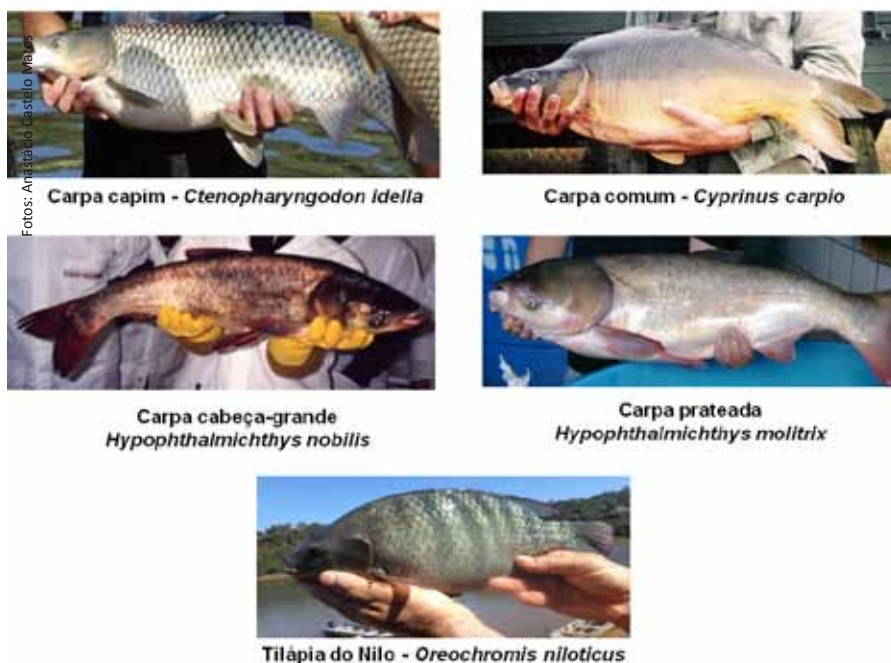 Fotos: Anastácio Castelo Matos
Carpa capim - Ctenopharyngodon idella
Carpa comum - Cyprinus carpio
Carpa cabeça-grande
Hypophthalmichthys nobilis
Carpa prateada
Hypophthalmichthys molitrix
Tilápia do Nilo - Oreochromis niloticus